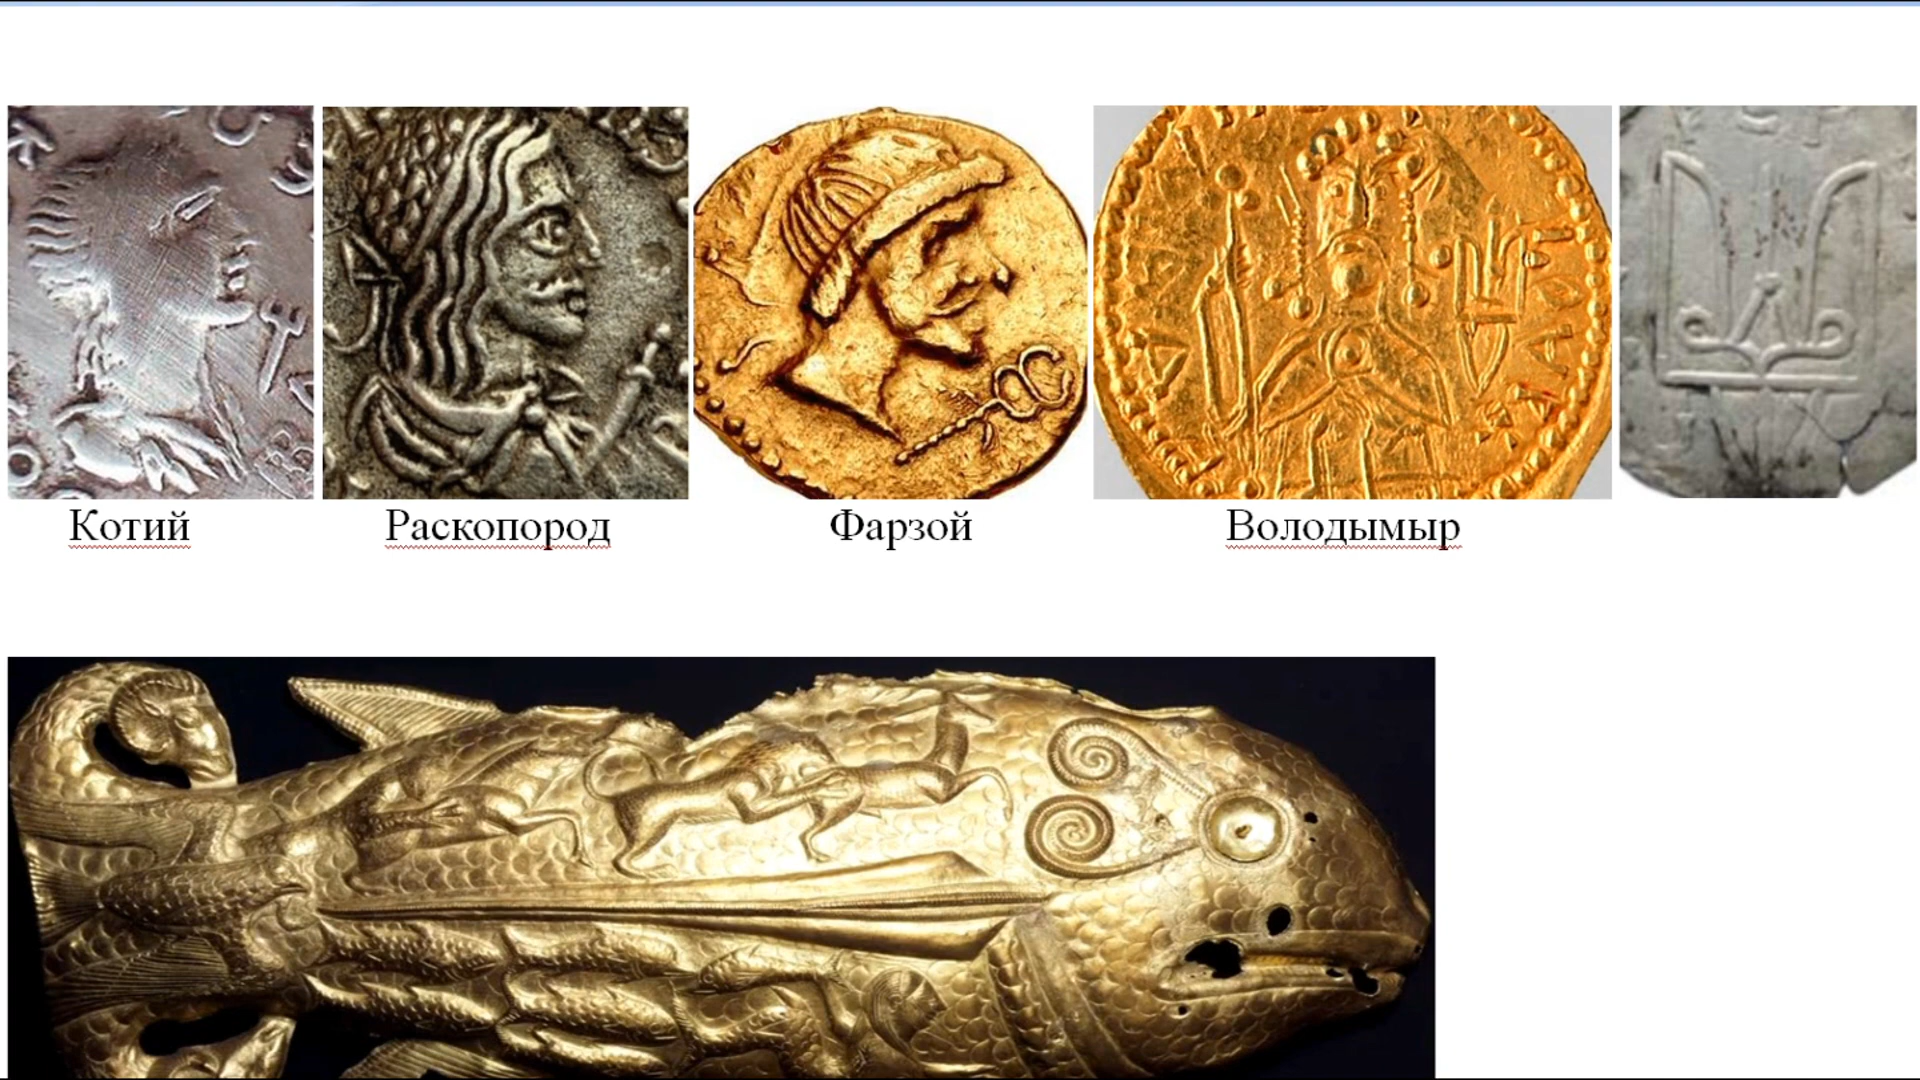 Котий Раскопород Фарзой Володымыр